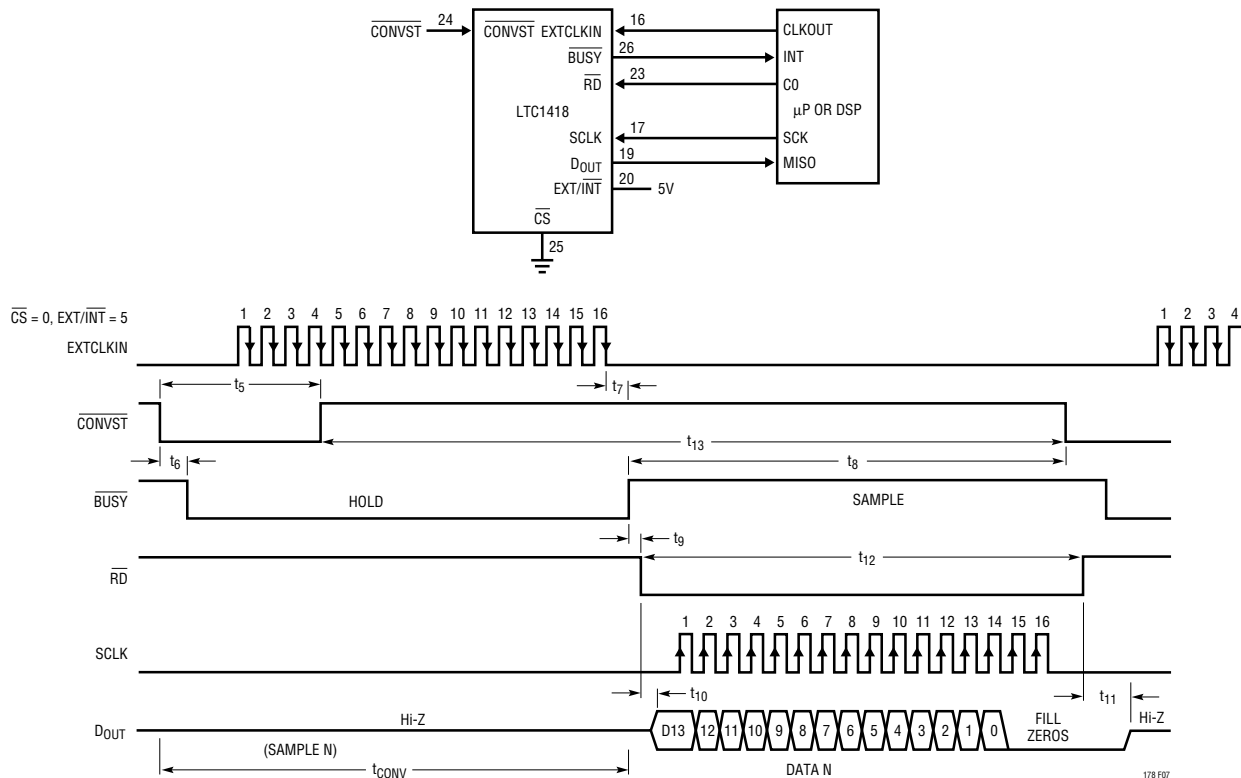 CONVST 24 CONVST EXTCLKIN 16 CLKOUT
BUSY 26 INT
RD 23 C0
LTC1418 µP OR DSP
SCLK 17 SCK
DOUT 19 MISO
EXT/INT 20 5V
CS
25
CS = 0, EXT/INT = 5
1 2 3 4 5 6 7 8 9 10 11 12 13 14 15 16 1 2 3 4
EXTCLKIN
t5 t7
CONVST
t13
t6 t8
BUSY HOLD SAMPLE
t9 t12
RD
1 2 3 4 5 6 7 8 9 10 11 12 13 14 15 16
SCLK
t10 t11
Hi-Z D13 12 11 10 9 8 7 6 5 4 3 2 1 0 FILL ZEROS Hi-Z
DOUT
(SAMPLE N)
tCONV DATA N
178 F07